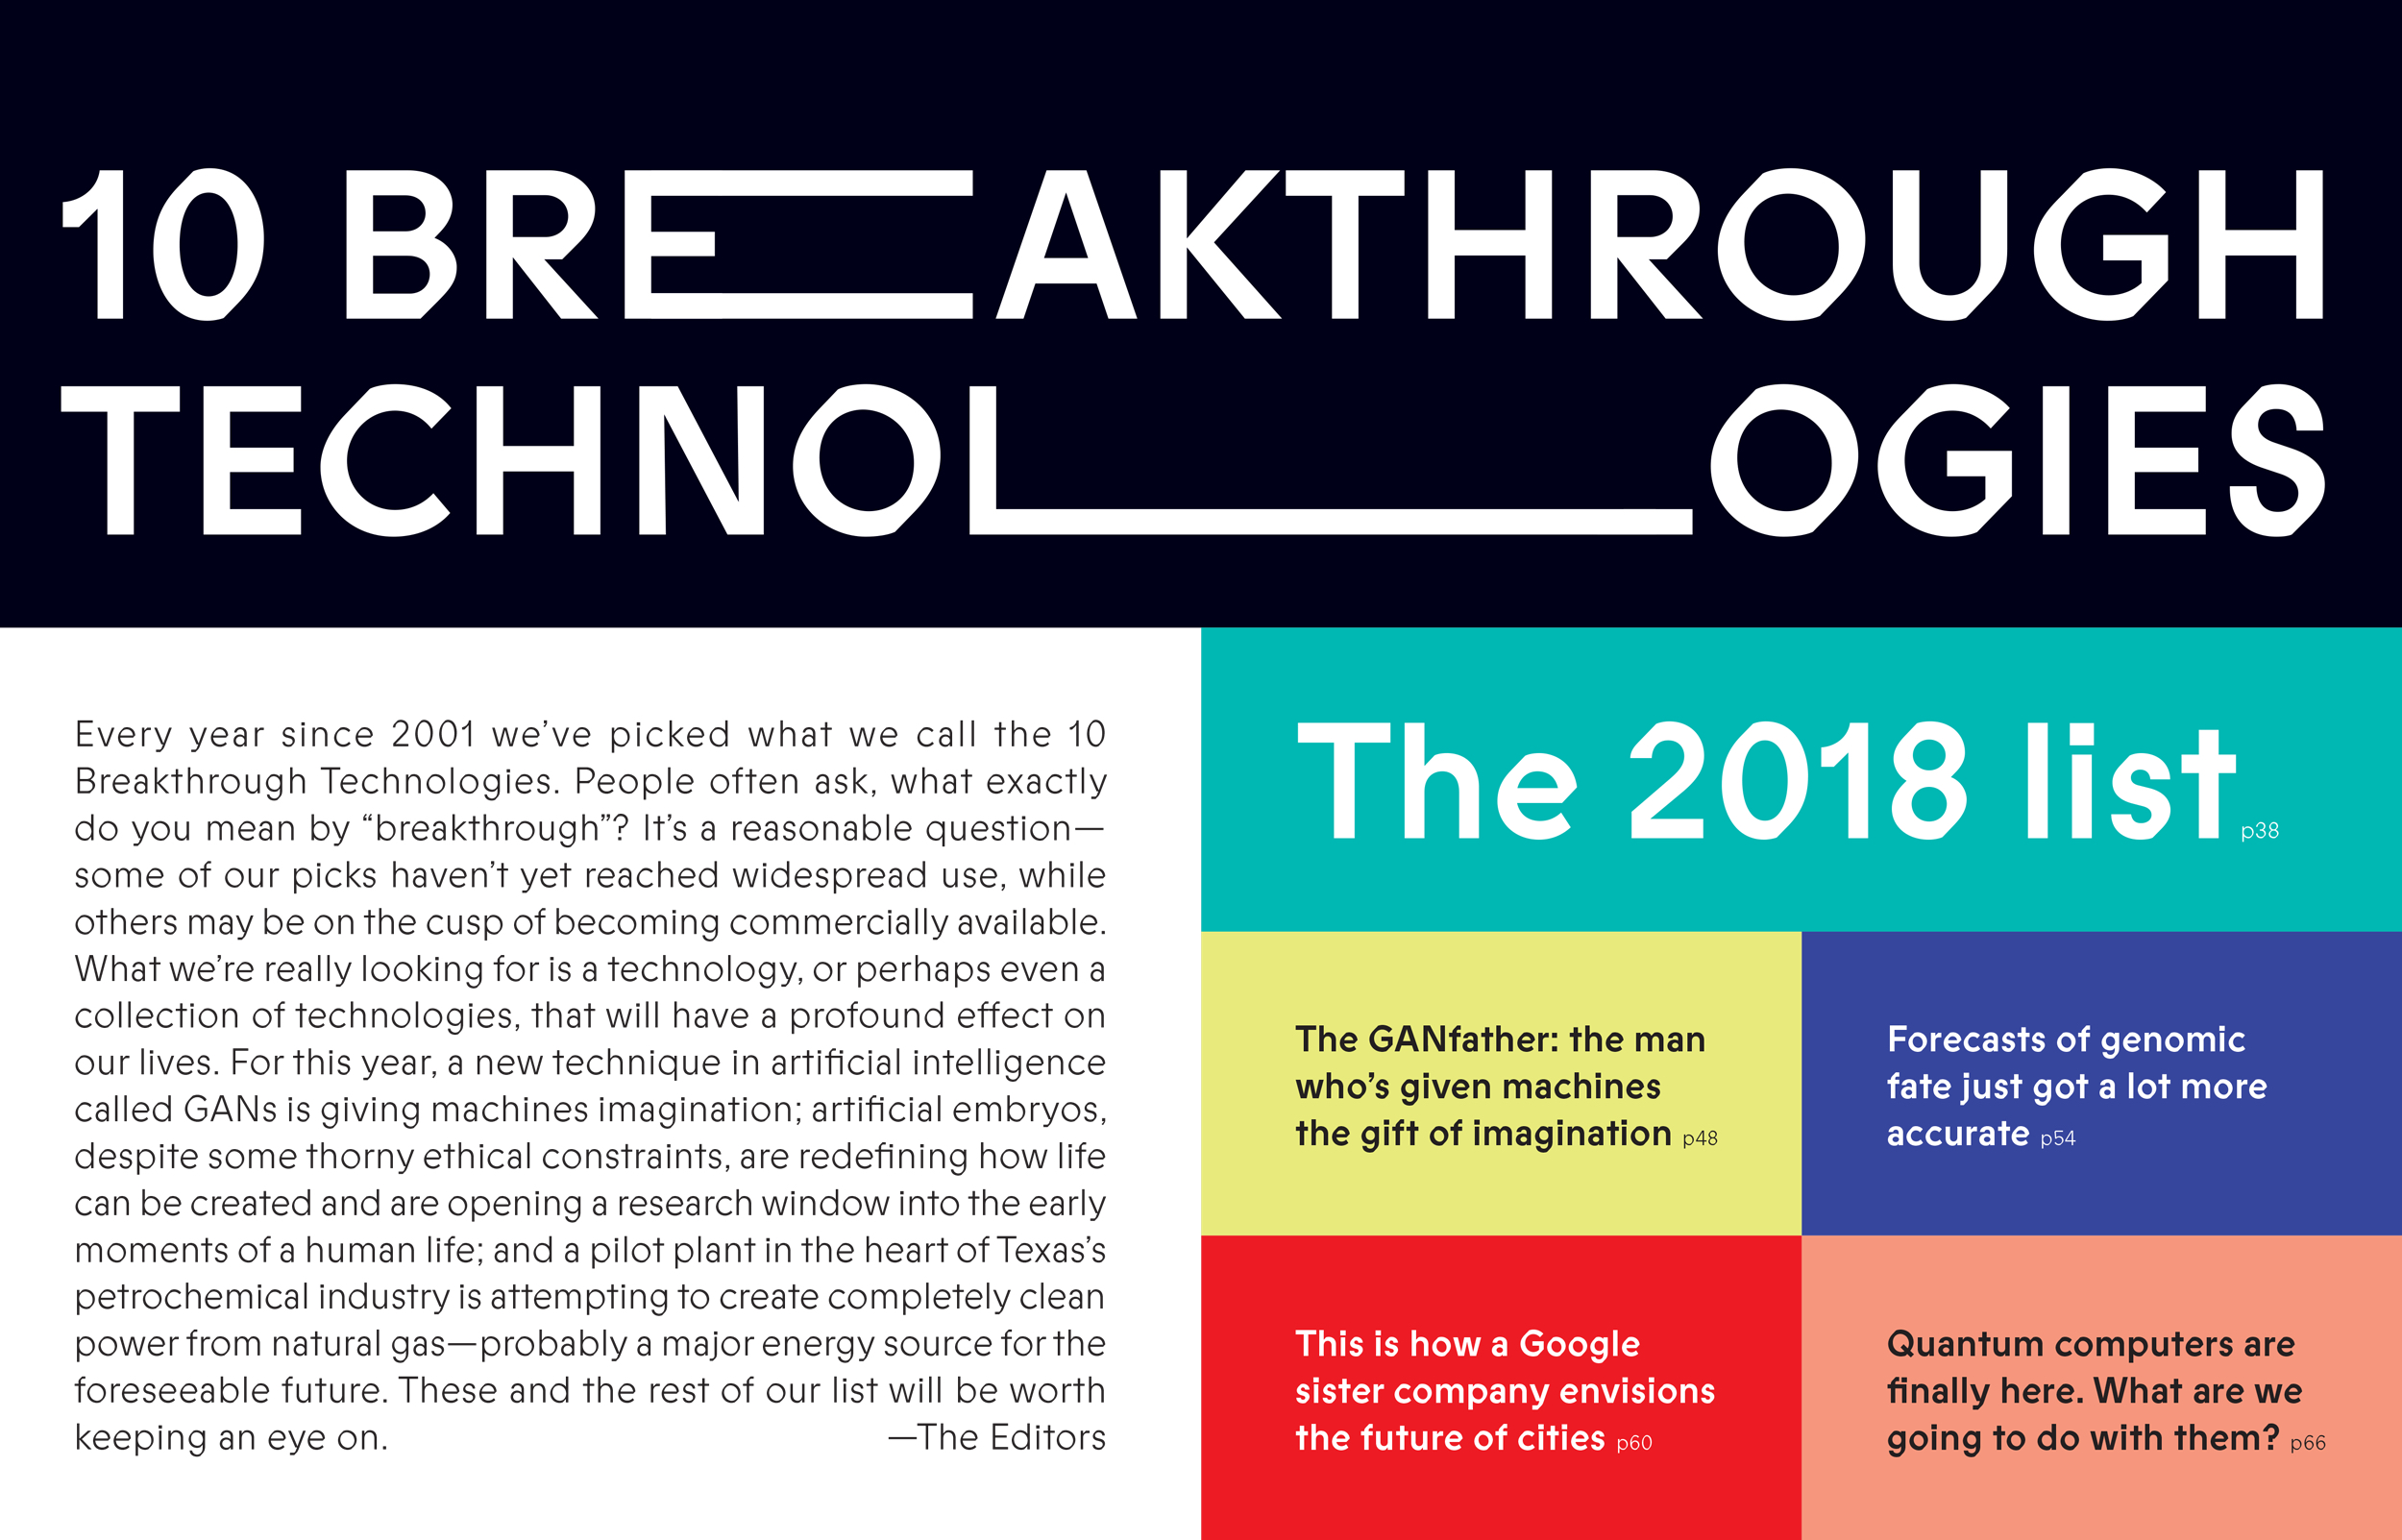 10 BREAKTHROUGH
TECHNOLOGIES
Every year since 2001 we’ve picked what we call the 10
Breakthrough Technologies. People often ask, what exactly
do you mean by “breakthrough”? It’s a reasonable question—
some of our picks haven’t yet reached widespread use, while
others may be on the cusp of becoming commercially available.
What we’re really looking for is a technology, or perhaps even a
collection of technologies, that will have a profound effect on
our lives. For this year, a new technique in artificial intelligence
called GANs is giving machines imagination; artificial embryos,
despite some thorny ethical constraints, are redefining how life
can be created and are opening a research window into the early
moments of a human life; and a pilot plant in the heart of Texas’s
petrochemical industry is attempting to create completely clean
power from natural gas—probably a major energy source for the
foreseeable future. These and the rest of our list will be worth
keeping an eye on. —The Editors
The 2018 list p38
The GANfather: the man
who’s given machines
the gift of imagination p48
Forecasts of genomic
fate just got a lot more
accurate p54
This is how a Google
sister company envisions
the future of cities p60
Quantum computers are
finally here. What are we
going to do with them? p66